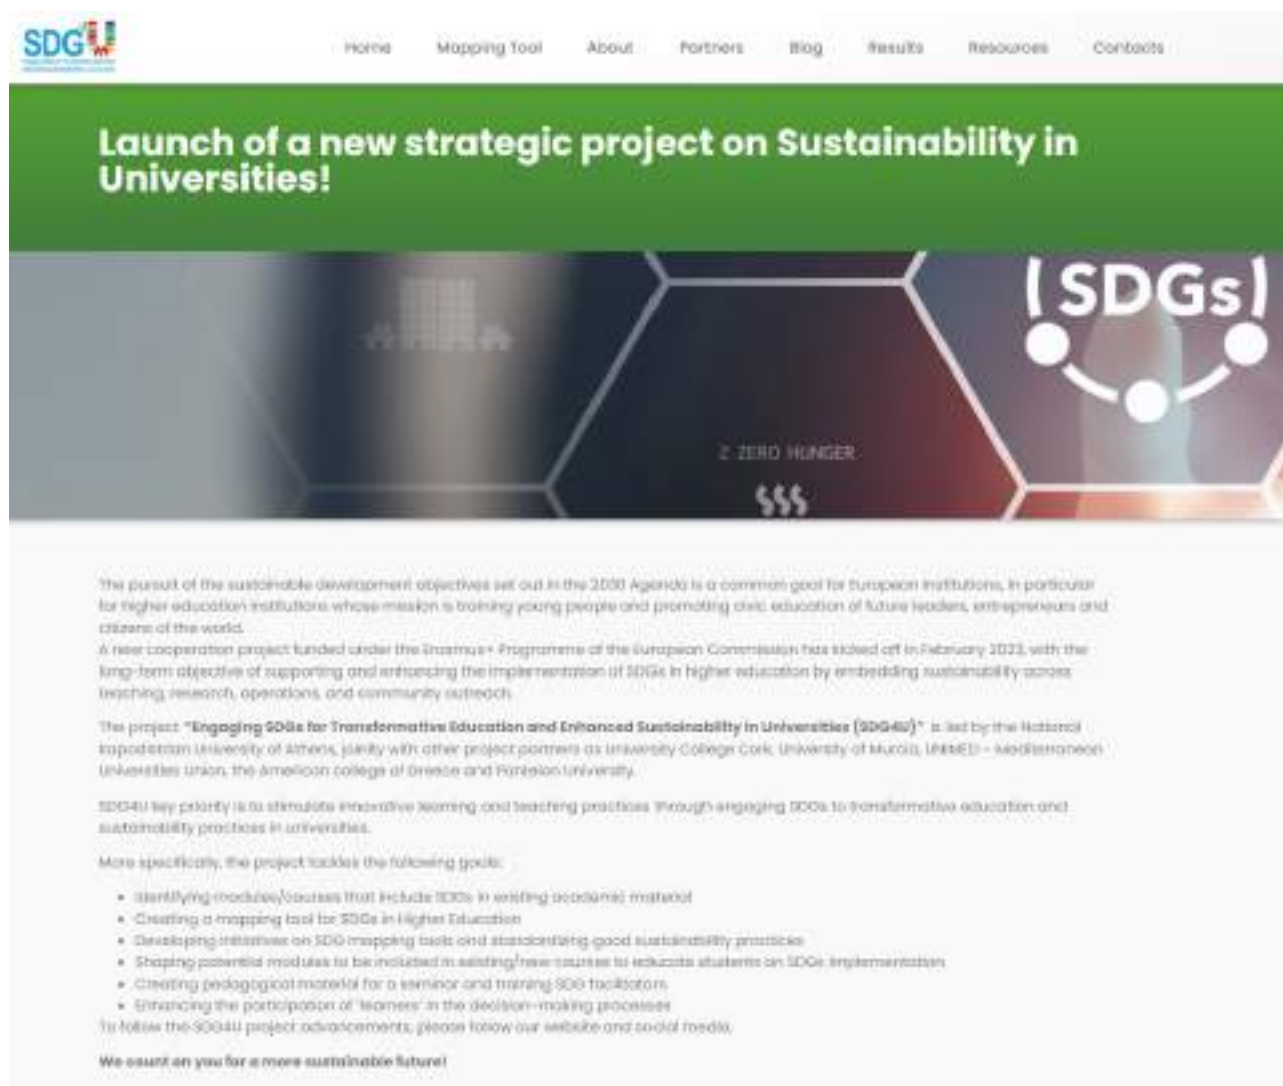 SDG4U
Home Mapping Tool About Partners Blog Results Resources Contacts
Launch of a new strategic project on Sustainability in
Universities!
(SDGs)
2 ZERO HUNGER
The pursuit of the sustainable development objectives set out in the 2030 Agenda is a common goal for European institutions, in particular
for higher education institutions whose mission is training young people and promoting civic education of future leaders, entrepreneurs and
citizens of the world.
A new cooperation project funded under the Erasmus+ Programme of the European Commission has kicked off in February 2023, with the
long-term objective of supporting and enhancing the implementation of SDGs in higher education by embedding sustainability across
teaching, research, operations, and community outreach.
The project "Engaging SDGs for Transformative Education and Enhanced Sustainability in Universities (SDG4U)" is led by the National
Kapodistrian University of Athens, jointly with other project partners as University College Cork, University of Murcia, UNIMED – Mediterranean
Universities Union, the American college of Greece and Panteion University.
SDG4U key priority is to stimulate innovative learning and teaching practices through engaging SDGs to transformative education and
sustainability practices in universities.
More specifically, the project tackles the following goals:
• Identifying modules/courses that include SDGs in existing academic material
• Creating a mapping tool for SDGs in Higher Education
• Developing initiatives on SDG mapping tools and standardizing good sustainability practices
• Shaping potential modules to be included in existing/new courses to educate students on SDGs implementation
• Creating pedagogical material for a seminar and training SDG facilitators
• Enhancing the participation of 'learners' in the decision-making processes
To follow the SDG4U project advancements, please follow our website and social media.
We count on you for a more sustainable future!